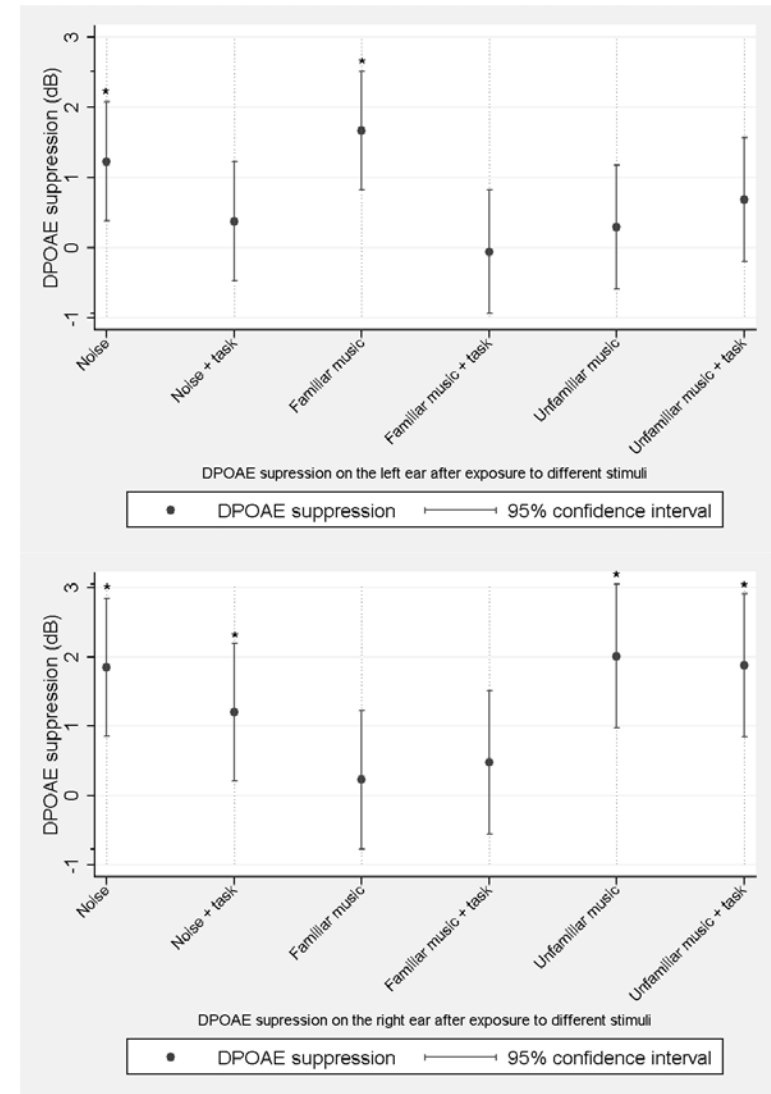 3
2
1
0
-1
DPOAE suppression (dB)
*
*
Noise
Noise + task
Familiar music
Familiar music + task
Unfamiliar music
Unfamiliar music + task
DPOAE supression on the left ear after exposure to different stimuli
DPOAE suppression 95% confidence interval
3
2
1
0
-1
DPOAE suppression (dB)
*
*
*
*
Noise
Noise + task
Familiar music
Familiar music + task
Unfamiliar music
Unfamiliar music + task
DPOAE supression on the right ear after exposure to different stimuli
DPOAE suppression 95% confidence interval